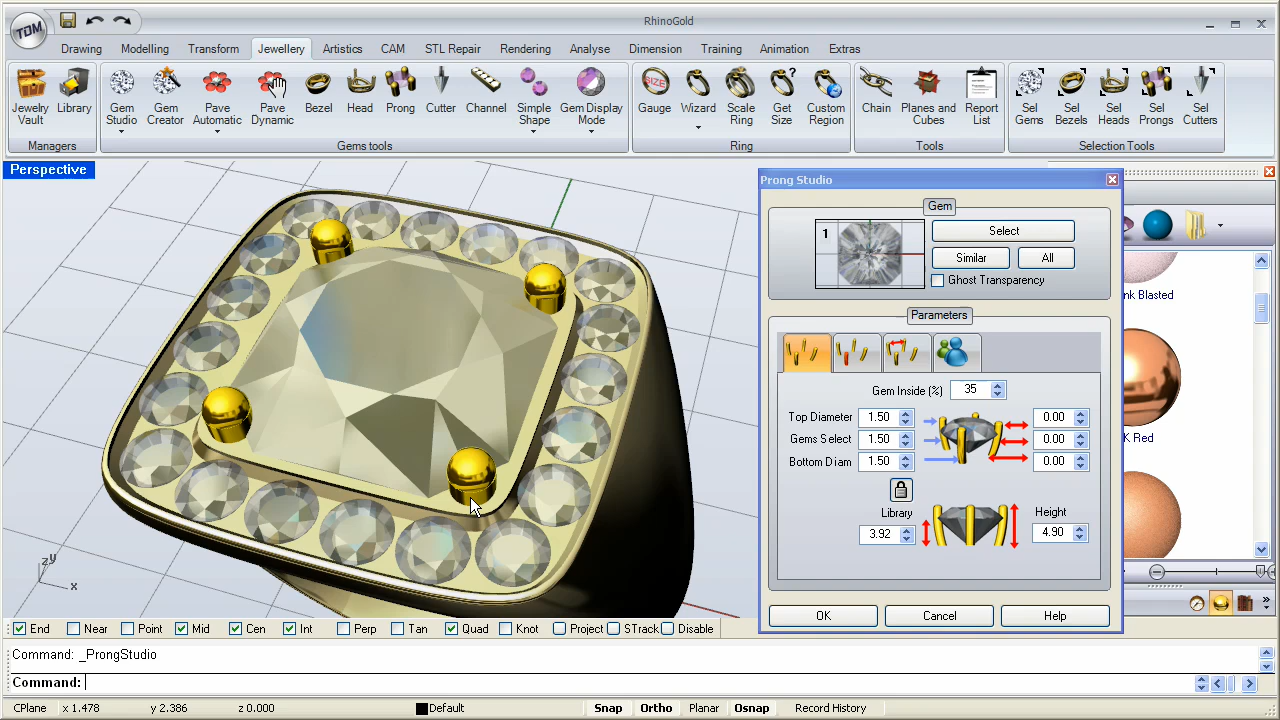 TDM
RhinoGold
Drawing Modelling Transform Jewellery Artistics CAM STL Repair Rendering Analyse Dimension Training Animation Extras
Jewelry Vault
Library
Gem Studio
Gem Creator
Pave Automatic
Pave Dynamic
Bezel
Head
Prong
Cutter
Channel
Simple Shape
Gem Display Mode
SIZE
Gauge
Wizard
Scale Ring
Get Size
Custom Region
Chain
Planes and Cubes
Report List
Sel Gems
Sel Bezels
Sel Heads
Sel Prongs
Sel Cutters
Managers Gems tools Ring Tools Selection Tools
Perspective
Prong Studio
Gem
1
Select
Similar All
Ghost Transparency
Parameters
Gem Inside (%) 35
Top Diameter 1.50 0.00
Gems Select 1.50 0.00
Bottom Diam 1.50 0.00
Library Height
3.92 4.90
OK Cancel Help
nk Blasted
K Red
z y
x
End Near Point Mid Cen Int Perp Tan Quad Knot Project STrack Disable
Command: _ProngStudio
Command:
CPlane x 1.478 y 2.386 z 0.000 Default Snap Ortho Planar Osnap Record History